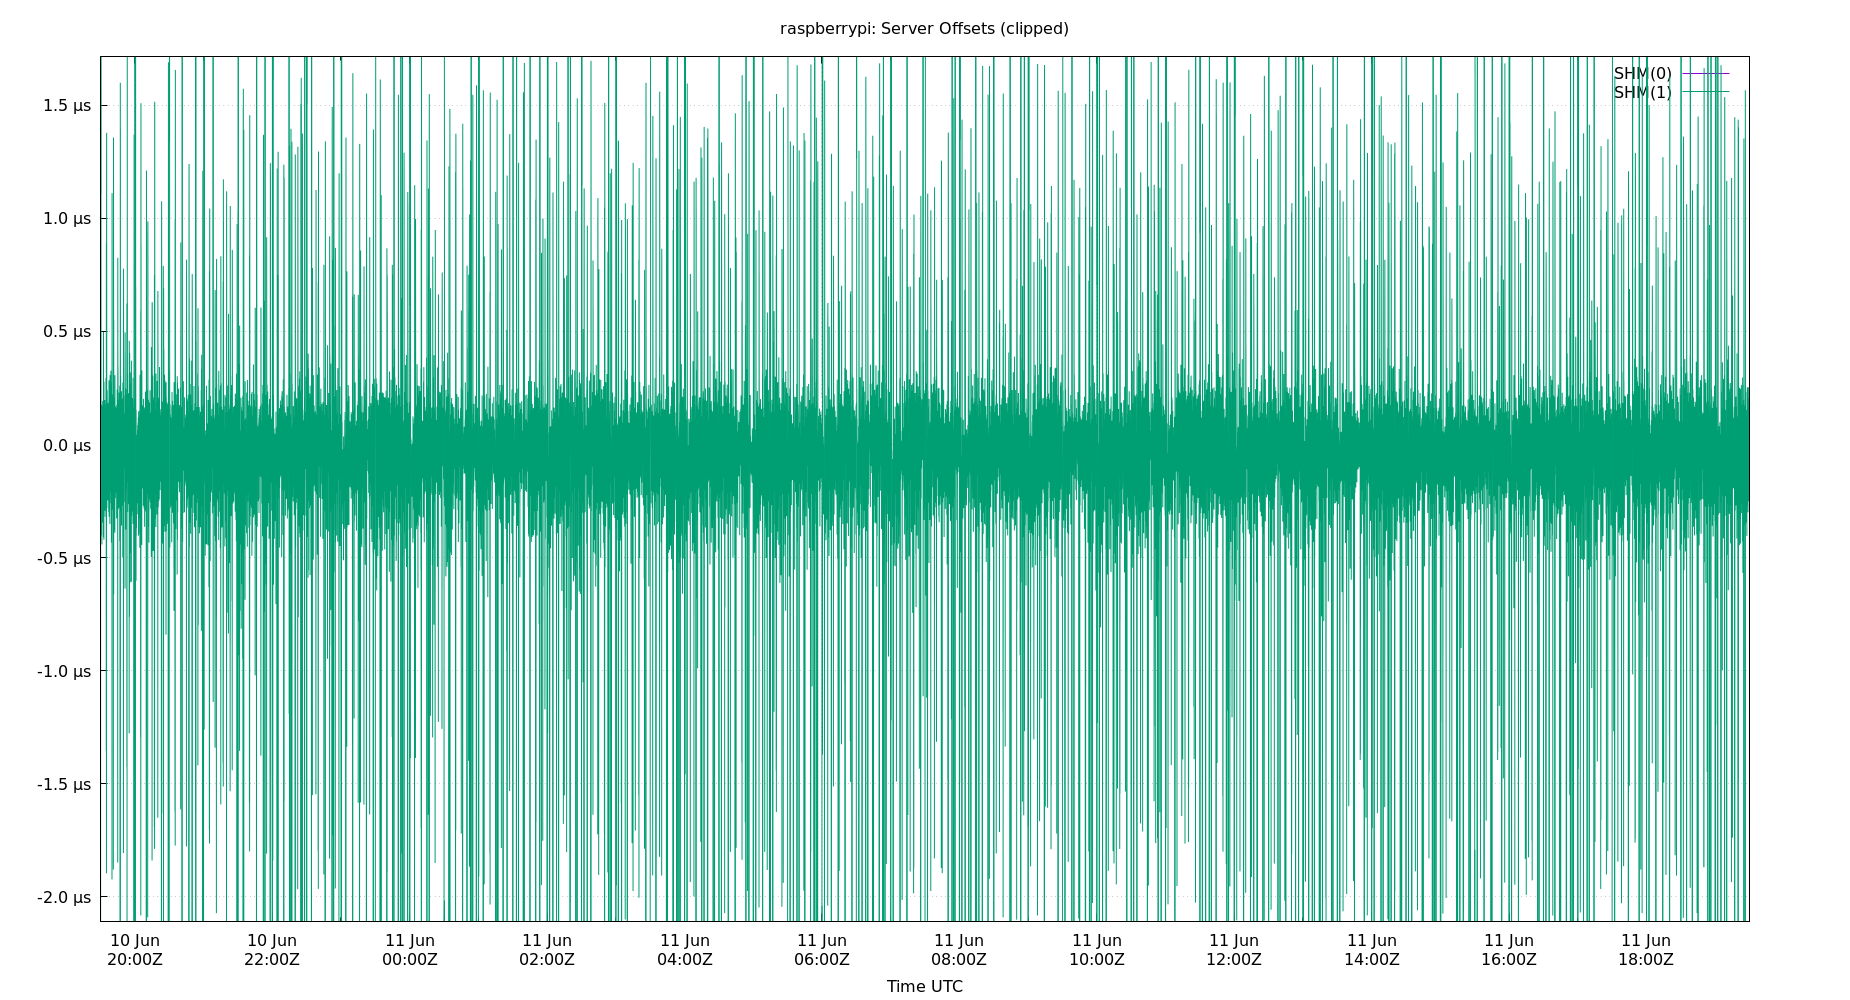 raspberrypi: Server Offsets (clipped)
SHM(0)
SHM(1)
1.5 µs
1.0 µs
0.5 µs
0.0 µs
-0.5 µs
-1.0 µs
-1.5 µs
-2.0 µs
10 Jun 10 Jun 11 Jun 11 Jun 11 Jun 11 Jun 11 Jun 11 Jun 11 Jun 11 Jun 11 Jun 11 Jun
20:00Z 22:00Z 00:00Z 02:00Z 04:00Z 06:00Z 08:00Z 10:00Z 12:00Z 14:00Z 16:00Z 18:00Z
Time UTC